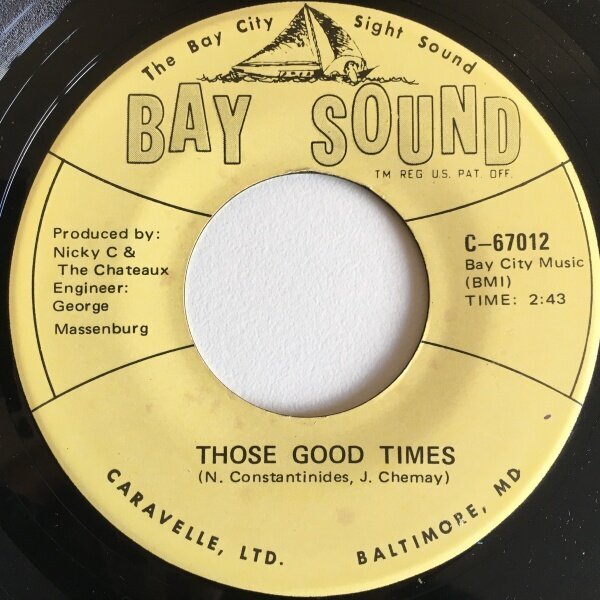 The Bay City Sight Sound
BAY SOUND
TM REG U.S. PAT. OFF.
Produced by:
Nicky C &
The Chateaux
Engineer:
George
Massenburg
C-67012
Bay City Music
(BMI)
TIME: 2:43
THOSE GOOD TIMES
(N. Constantinides, J. Chemay)
CARAVELLE, LTD. BALTIMORE, MD